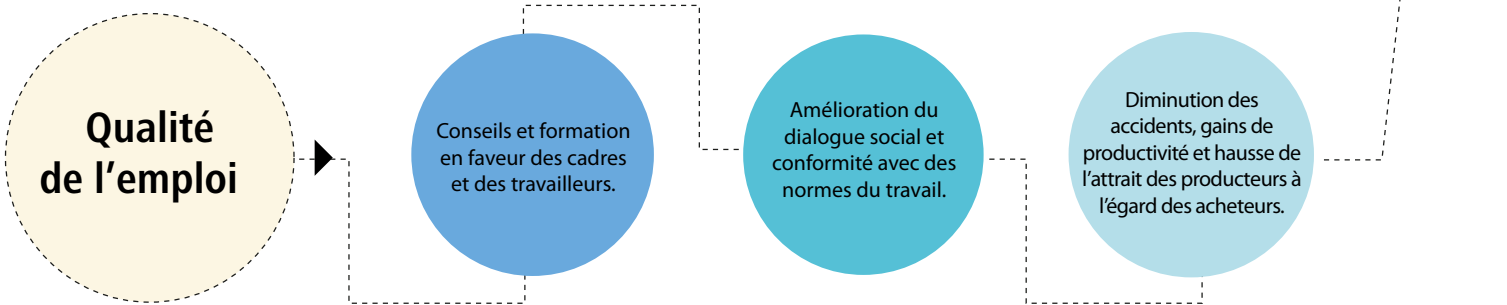 Qualité
de l'emploi
Conseils et formation
en faveur des cadres
et des travailleurs.
Amélioration du
dialogue social et
conformité avec des
normes du travail.
Diminution des
accidents, gains de
productivité et hausse de
l'attrait des producteurs à
l'égard des acheteurs.